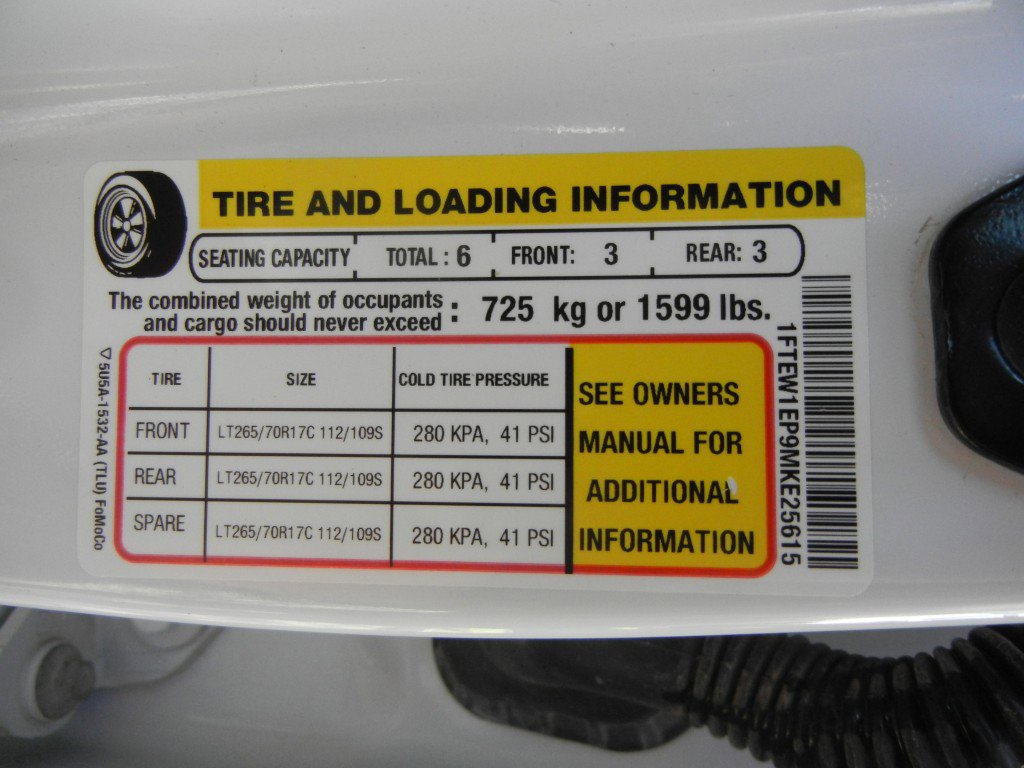 TIRE AND LOADING INFORMATION
SEATING CAPACITY TOTAL : 6 FRONT: 3 REAR: 3
The combined weight of occupants
and cargo should never exceed : 725 kg or 1599 lbs.
TIRE SIZE COLD TIRE PRESSURE
FRONT LT265/70R17C 112/109S 280 KPA, 41 PSI
REAR LT265/70R17C 112/109S 280 KPA, 41 PSI
SPARE LT265/70R17C 112/109S 280 KPA, 41 PSI
SEE OWNERS
MANUAL FOR
ADDITIONAL
INFORMATION
5U5A-1532-AA (TLU) FoMoCo
1FTEW1EP9MKE25615